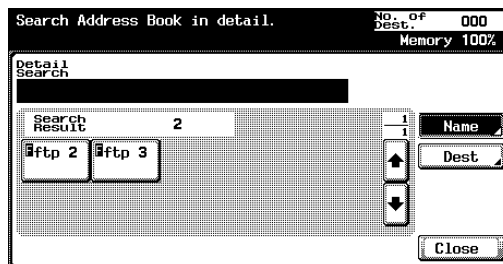 Search Address Book in detail.
No. of Dest. 000
Memory 100%
Detail Search
Search Result 2
1/1
Name
ftp 2 ftp 3
Dest
Close